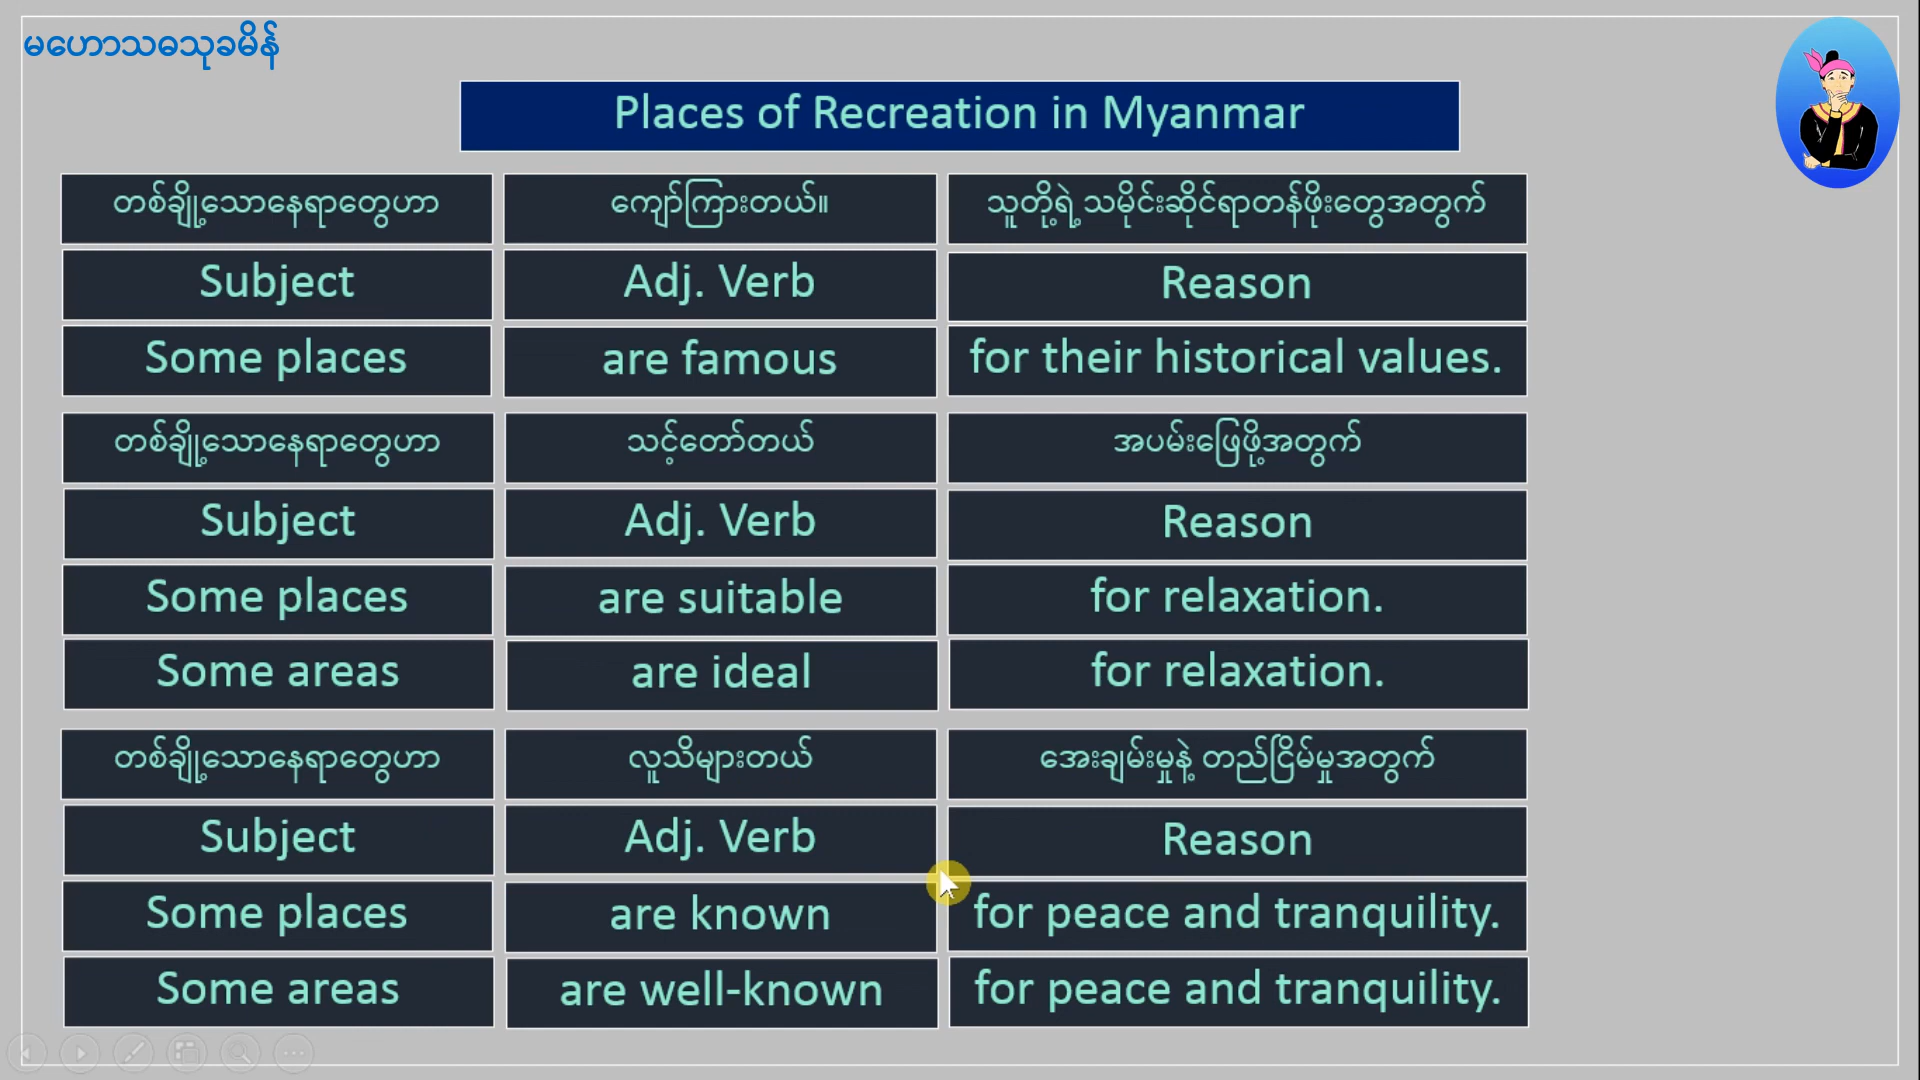 မဟောသဓသုခမိန်
Places of Recreation in Myanmar
တစ်ချို့သောနေရာတွေဟာ ကျော်ကြားတယ်။ သူတို့ရဲ့သမိုင်းဆိုင်ရာတန်ဖိုးတွေအတွက်
Subject Adj. Verb Reason
Some places are famous for their historical values.
တစ်ချို့သောနေရာတွေဟာ သင့်တော်တယ် အပမ်းဖြေဖို့အတွက်
Subject Adj. Verb Reason
Some places are suitable for relaxation.
Some areas are ideal for relaxation.
တစ်ချို့သောနေရာတွေဟာ လူသိများတယ် အေးချမ်းမှုနဲ့ တည်ငြိမ်မှုအတွက်
Subject Adj. Verb Reason
Some places are known for peace and tranquility.
Some areas are well-known for peace and tranquility.